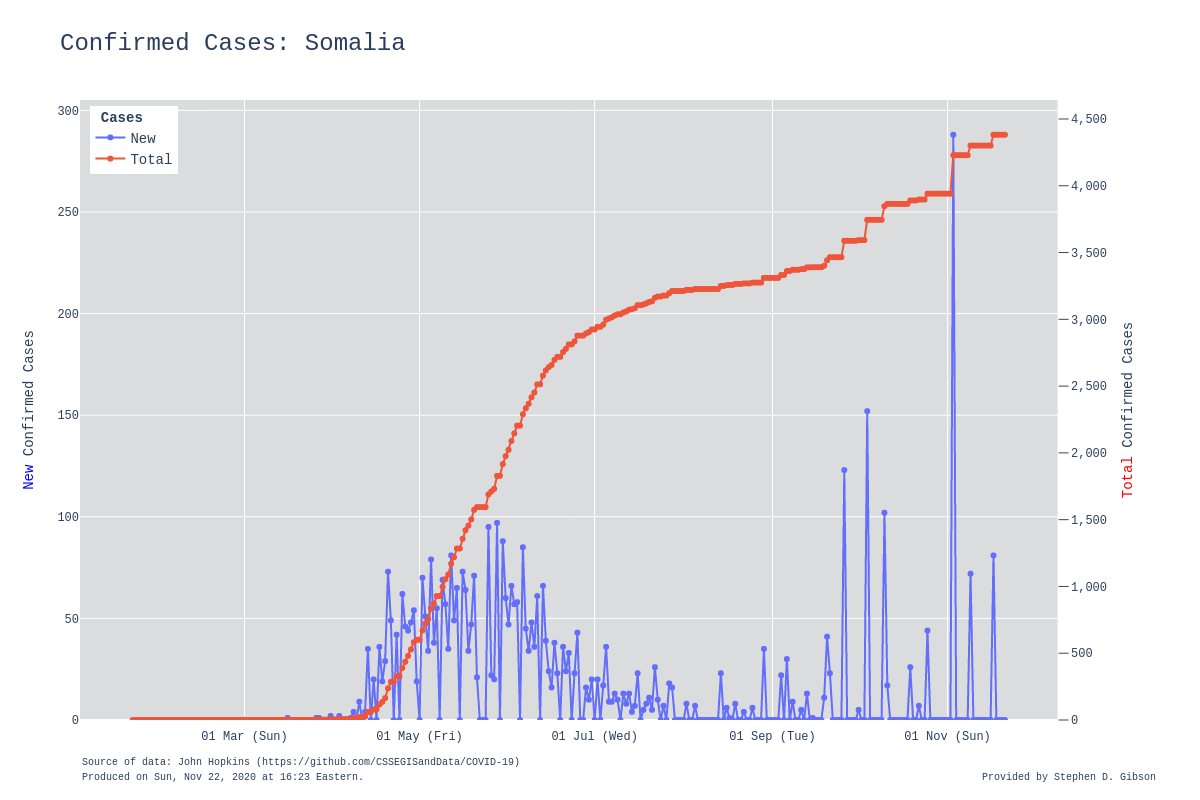 Confirmed Cases: Somalia
Cases
New
Total
300
250
200
150
100
50
0
4,500
4,000
3,500
3,000
2,500
2,000
1,500
1,000
500
0
New Confirmed Cases
Total Confirmed Cases
01 Mar (Sun)
01 May (Fri)
01 Jul (Wed)
01 Sep (Tue)
01 Nov (Sun)
Source of data: John Hopkins (https://github.com/CSSEGISandData/COVID-19)
Produced on Sun, Nov 22, 2020 at 16:23 Eastern.
Provided by Stephen D. Gibson